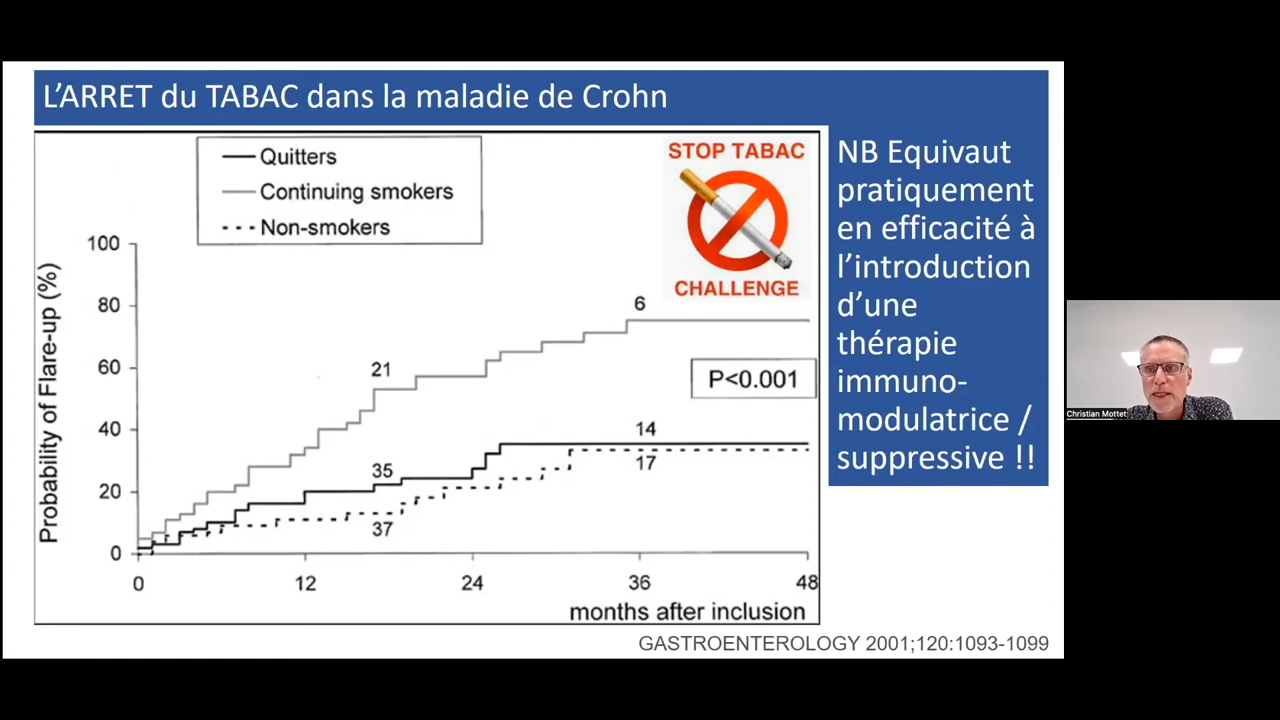 L'ARRET du TABAC dans la maladie de Crohn
Quitters
Continuing smokers
Non-smokers
STOP TABAC
CHALLENGE
Probability of Flare-up (%)
100
80
60
40
20
0
6
21
P<0.001
14
35
17
37
0
12
24
36
48
months after inclusion
NB Equivaut
pratiquement
en efficacité à
l'introduction
d'une
thérapie
immuno-
modulatrice /
suppressive !!
GASTROENTEROLOGY 2001;120:1093-1099
Christian Mottet